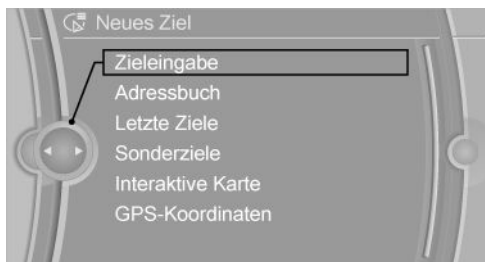 Neues Ziel
Zieleingabe
Adressbuch
Letzte Ziele
Sonderziele
Interaktive Karte
GPS-Koordinaten